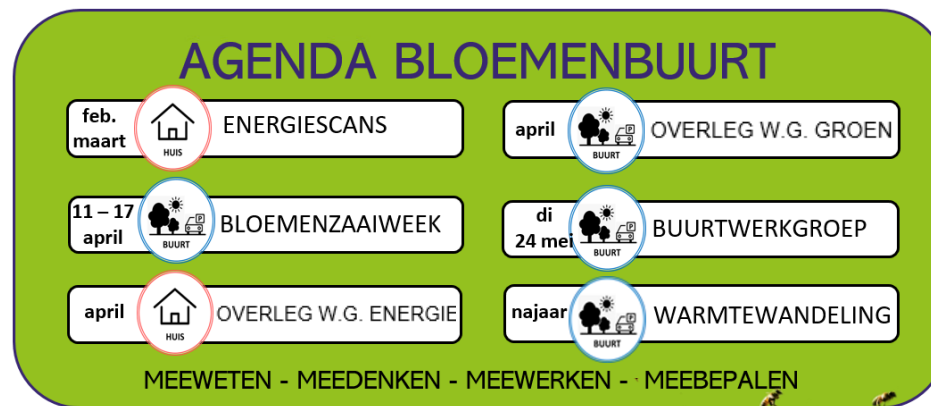 AGENDA BLOEMENBUURT
feb.
maart
HUIS
ENERGIESCANS
11 – 17
april
BUURT
BLOEMENZAAIWEEK
april
HUIS
OVERLEG W.G. ENERGIE
april
P
BUURT
OVERLEG W.G. GROEN
di
24 mei
P
BUURT
BUURTWERKGROEP
najaar
P
BUURT
WARMTEWANDELING
MEEWETEN - MEEDENKEN - MEEWERKEN - MEEBEPALEN